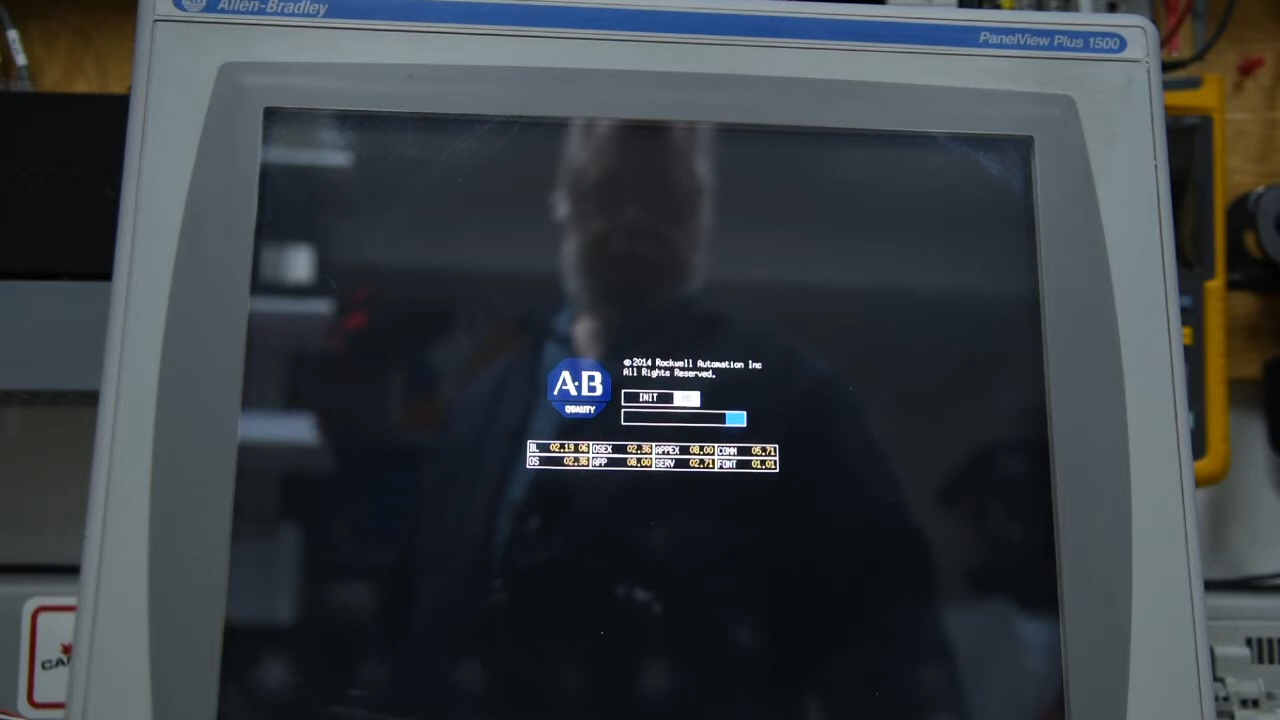 Allen-Bradley
PanelView Plus 1500
©2014 Rockwell Automation Inc
All Rights Reserved.
A·B
QUALITY
INIT
BL 02.19 06 OSEX 02.36 APPEX 08.00 COMM 05.71
OS 02.36 APP 08.00 SERV 02.71 FONT 01.01